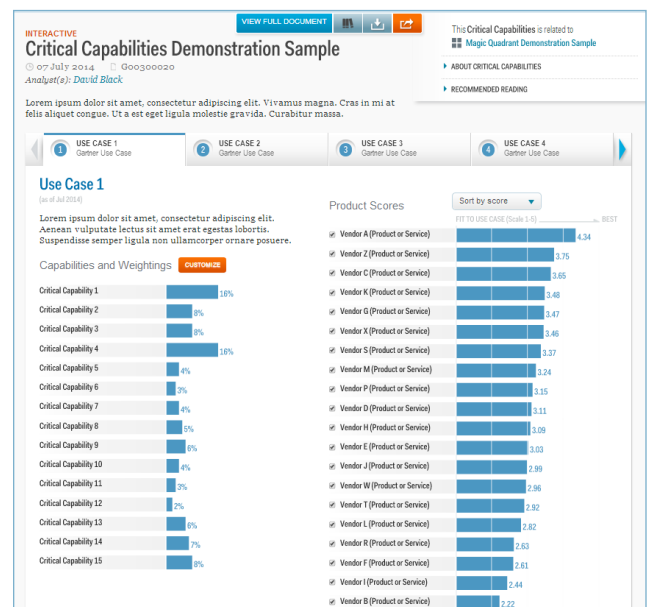 VIEW FULL DOCUMENT
INTERACTIVE
Critical Capabilities Demonstration Sample
07 July 2014 G00300020
Analyst(s): David Black
This Critical Capabilities is related to
Magic Quadrant Demonstration Sample
ABOUT CRITICAL CAPABILITIES
RECOMMENDED READING
Lorem ipsum dolor sit amet, consectetur adipiscing elit. Vivamus magna. Cras in mi at
felis aliquet congue. Ut a est eget ligula molestie gravida. Curabitur massa.
1 USE CASE 1
Gartner Use Case
2 USE CASE 2
Gartner Use Case
3 USE CASE 3
Gartner Use Case
4 USE CASE 4
Gartner Use Case
Use Case 1
(as of Jul 2014)
Lorem ipsum dolor sit amet, consectetur adipiscing elit.
Aenean vulputate lectus sit amet erat egestas lobortis.
Suspendisse semper ligula non ullamcorper ornare posuere.
Capabilities and Weightings CUSTOMIZE
Critical Capability 1 16%
Critical Capability 2 8%
Critical Capability 3 8%
Critical Capability 4 16%
Critical Capability 5 4%
Critical Capability 6 3%
Critical Capability 7 4%
Critical Capability 8 5%
Critical Capability 9 6%
Critical Capability 10 4%
Critical Capability 11 3%
Critical Capability 12 2%
Critical Capability 13 6%
Critical Capability 14 7%
Critical Capability 15 8%
Product Scores
Sort by score
FIT TO USE CASE (Scale 1-5) BEST
Vendor A (Product or Service) 4.34
Vendor Z (Product or Service) 3.75
Vendor C (Product or Service) 3.65
Vendor K (Product or Service) 3.48
Vendor G (Product or Service) 3.47
Vendor X (Product or Service) 3.46
Vendor S (Product or Service) 3.37
Vendor M (Product or Service) 3.24
Vendor P (Product or Service) 3.15
Vendor D (Product or Service) 3.11
Vendor H (Product or Service) 3.09
Vendor E (Product or Service) 3.03
Vendor J (Product or Service) 2.99
Vendor W (Product or Service) 2.96
Vendor T (Product or Service) 2.92
Vendor L (Product or Service) 2.82
Vendor R (Product or Service) 2.63
Vendor F (Product or Service) 2.61
Vendor I (Product or Service) 2.44
Vendor B (Product or Service) 2.22